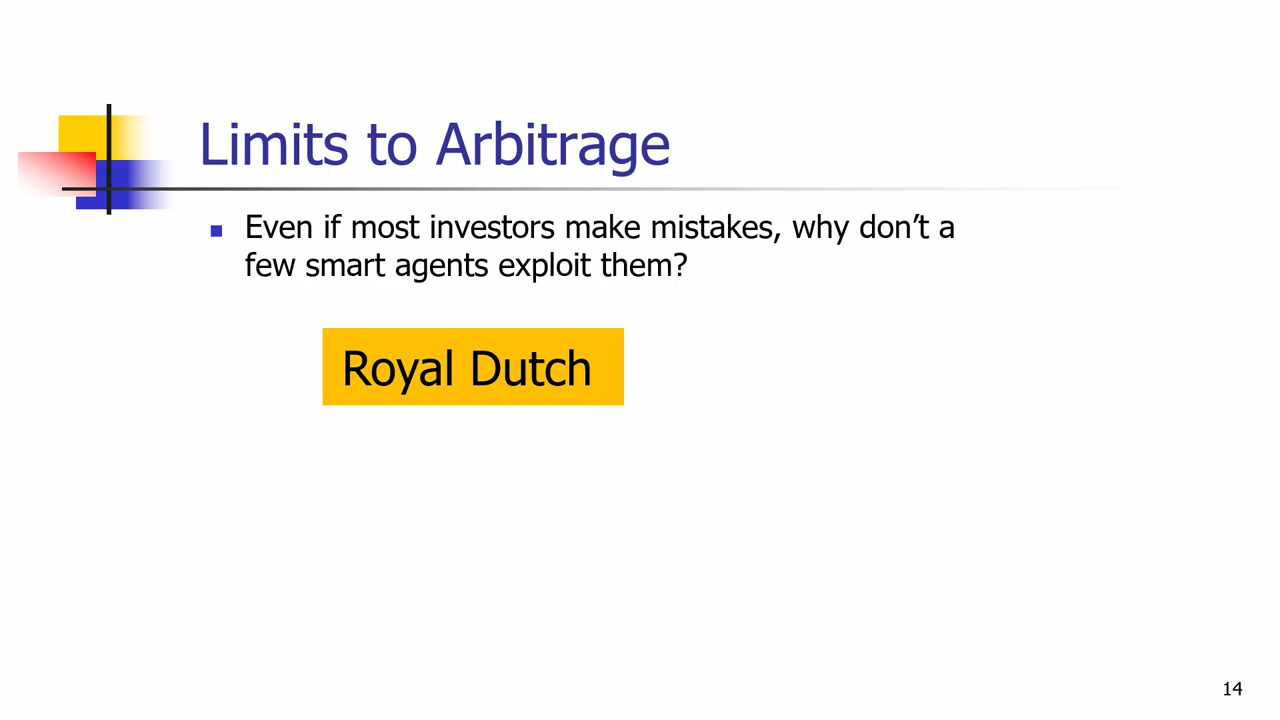 Limits to Arbitrage
Even if most investors make mistakes, why don’t a
few smart agents exploit them?
Royal Dutch
14